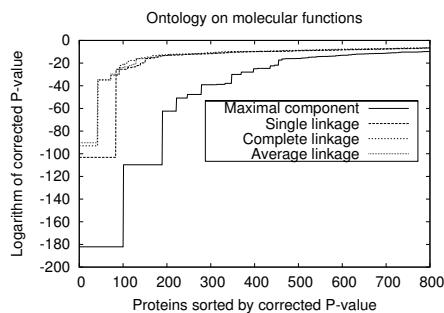 Ontology on molecular functions
Logarithm of corrected P-value
0
-20
-40
-60
-80
-100
-120
-140
-160
-180
-200
Maximal component
Single linkage
Complete linkage
Average linkage
0 100 200 300 400 500 600 700 800
Proteins sorted by corrected P-value